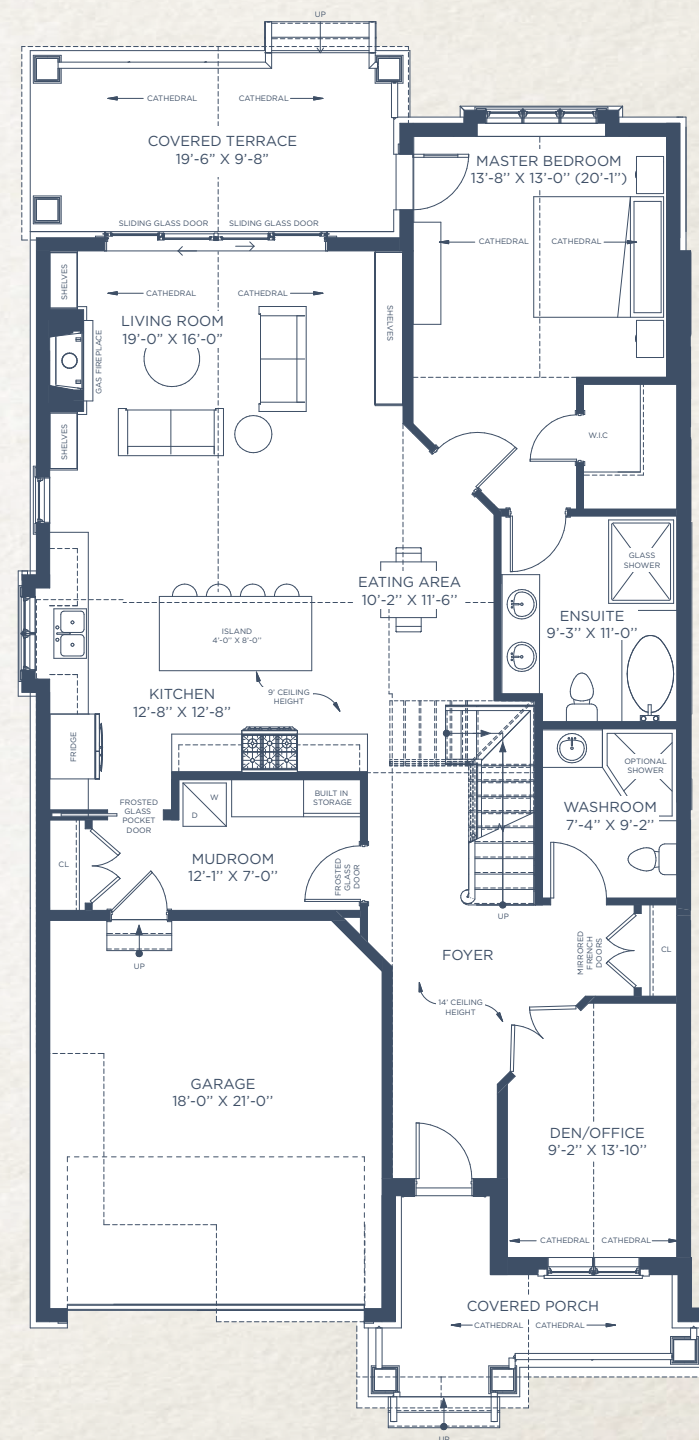 UP
CATHEDRAL CATHEDRAL
COVERED TERRACE
19'-6" X 9'-8"
SLIDING GLASS DOOR SLIDING GLASS DOOR
MASTER BEDROOM
13'-8" X 13'-0" (20'-1")
CATHEDRAL CATHEDRAL
SHELVES
CATHEDRAL CATHEDRAL
LIVING ROOM
19'-0" X 16'-0"
SHELVES
GAS FIREPLACE
SHELVES
W.I.C
GLASS
SHOWER
EATING AREA
10'-2" X 11'-6"
ENSUITE
9'-3" X 11'-0"
ISLAND
4'-0" X 8'-0"
KITCHEN
12'-8" X 12'-8"
9' CEILING
HEIGHT
FRIDGE
OPTIONAL
SHOWER
WASHROOM
7'-4" X 9'-2"
FROSTED
GLASS
POCKET
DOOR
W
D
BUILT IN
STORAGE
CL
MUDROOM
12'-1" X 7'-0"
FROSTED
GLASS
DOOR
UP
UP
FOYER
MIRRORED
FRENCH
DOORS
CL
14' CEILING
HEIGHT
GARAGE
18'-0" X 21'-0"
DEN/OFFICE
9'-2" X 13'-10"
CATHEDRAL CATHEDRAL
COVERED PORCH
CATHEDRAL CATHEDRAL
UP